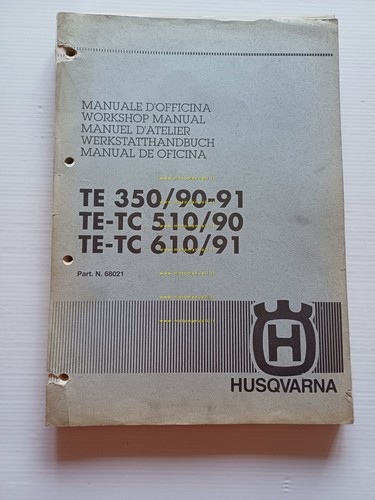 MANUALE D'OFFICINA
WORKSHOP MANUAL
MANUEL D'ATELIER
WERKSTATTHANDBUCH
MANUAL DE OFICINA
TE 350/90-91
TE-TC 510/90
TE-TC 610/91
Part. N. 68021
H
HUSQVARNA